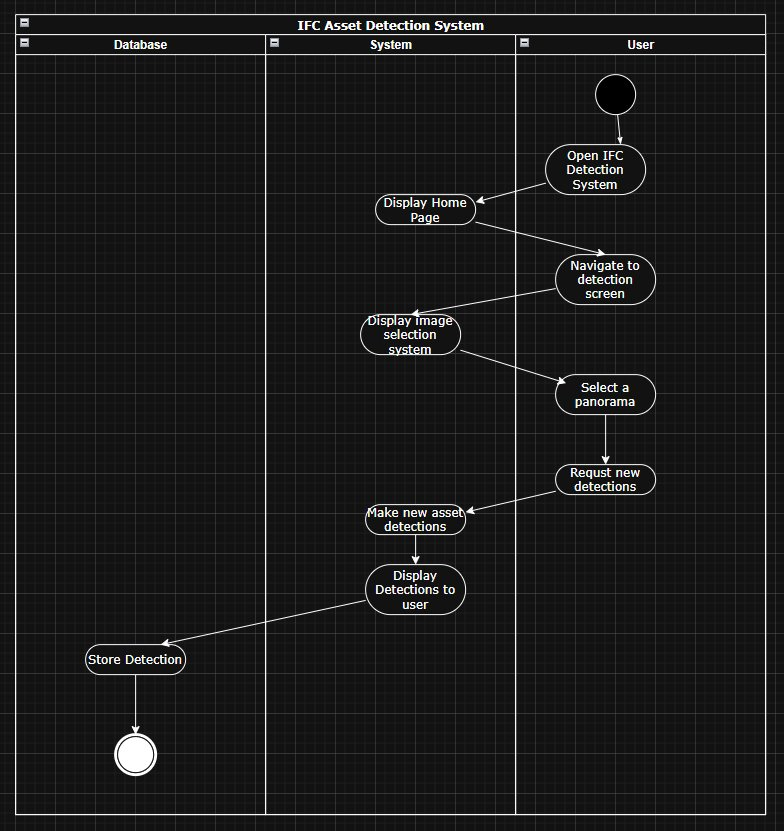 IFC Asset Detection System
Database
System
User
Open IFC
Detection
System
Display Home
Page
Navigate to
detection
screen
Display image
selection
system
Select a
panorama
Requst new
detections
Make new asset
detections
Display
Detections to
user
Store Detection